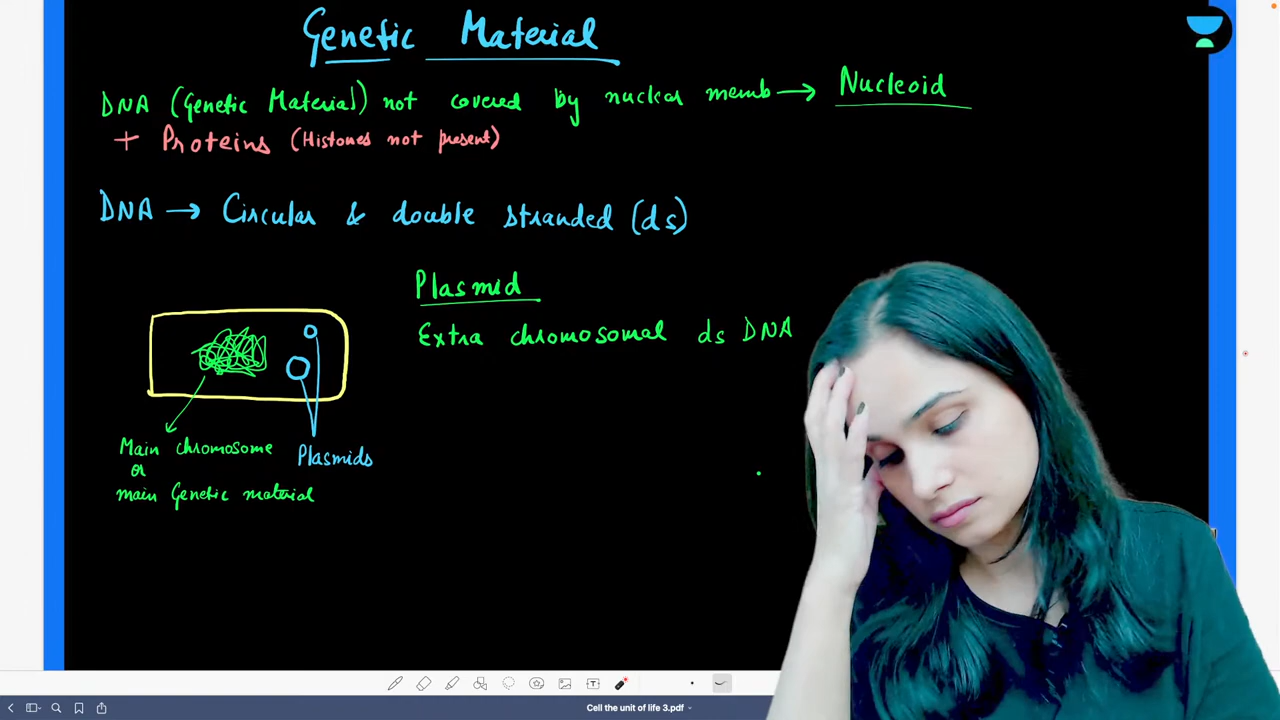 Genetic Material
DNA (Genetic Material) not covered by nuclear memb → Nucleoid
+ Proteins (Histones not present)
DNA → Circular & double stranded (ds)
Plasmid
Extra chromosomal ds DNA
Main chromosome
or
main Genetic material
Plasmids
Cell the unit of life 3.pdf